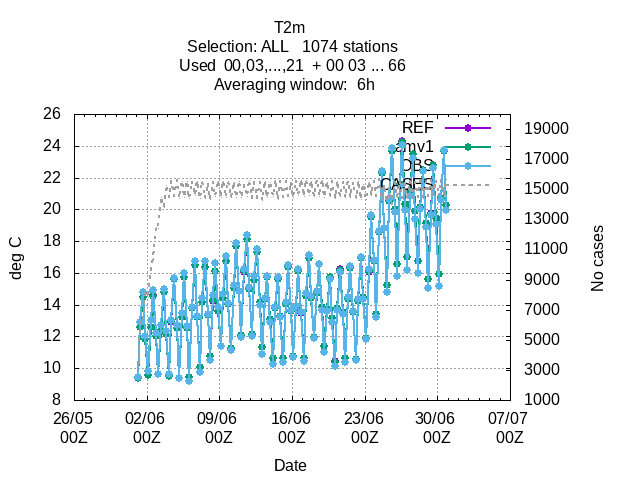 T2m
Selection: ALL   1074 stations
Used  00,03,...,21  + 00 03 ... 66
Averaging window:  6h
26
24
22
20
18
16
14
12
10
8
deg C
REF
amv1
OBS
CASES
19000
17000
15000
13000
11000
9000
7000
5000
3000
1000
No cases
26/05 02/06 09/06 16/06 23/06 30/06 07/07
00Z 00Z 00Z 00Z 00Z 00Z 00Z
Date